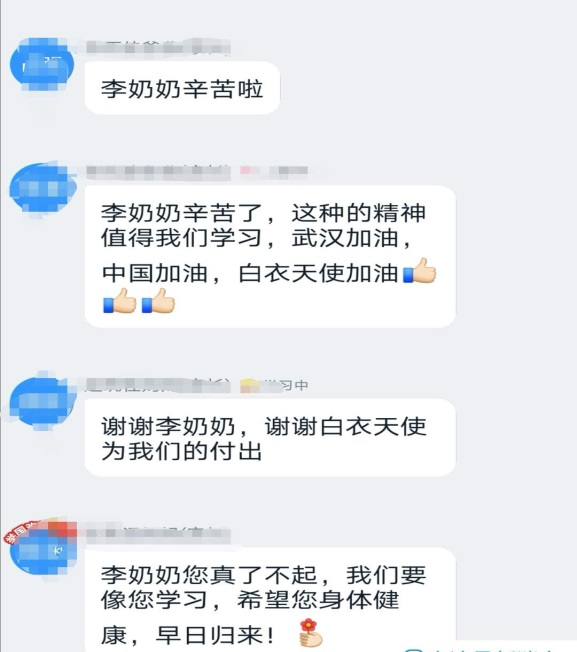 李奶奶辛苦啦
李奶奶辛苦了，这种的精神
值得我们学习，武汉加油，
中国加油，白衣天使加油
学习中
谢谢李奶奶，谢谢白衣天使
为我们的付出
李奶奶您真了不起，我们要
像您学习，希望您身体健
康，早日归来！